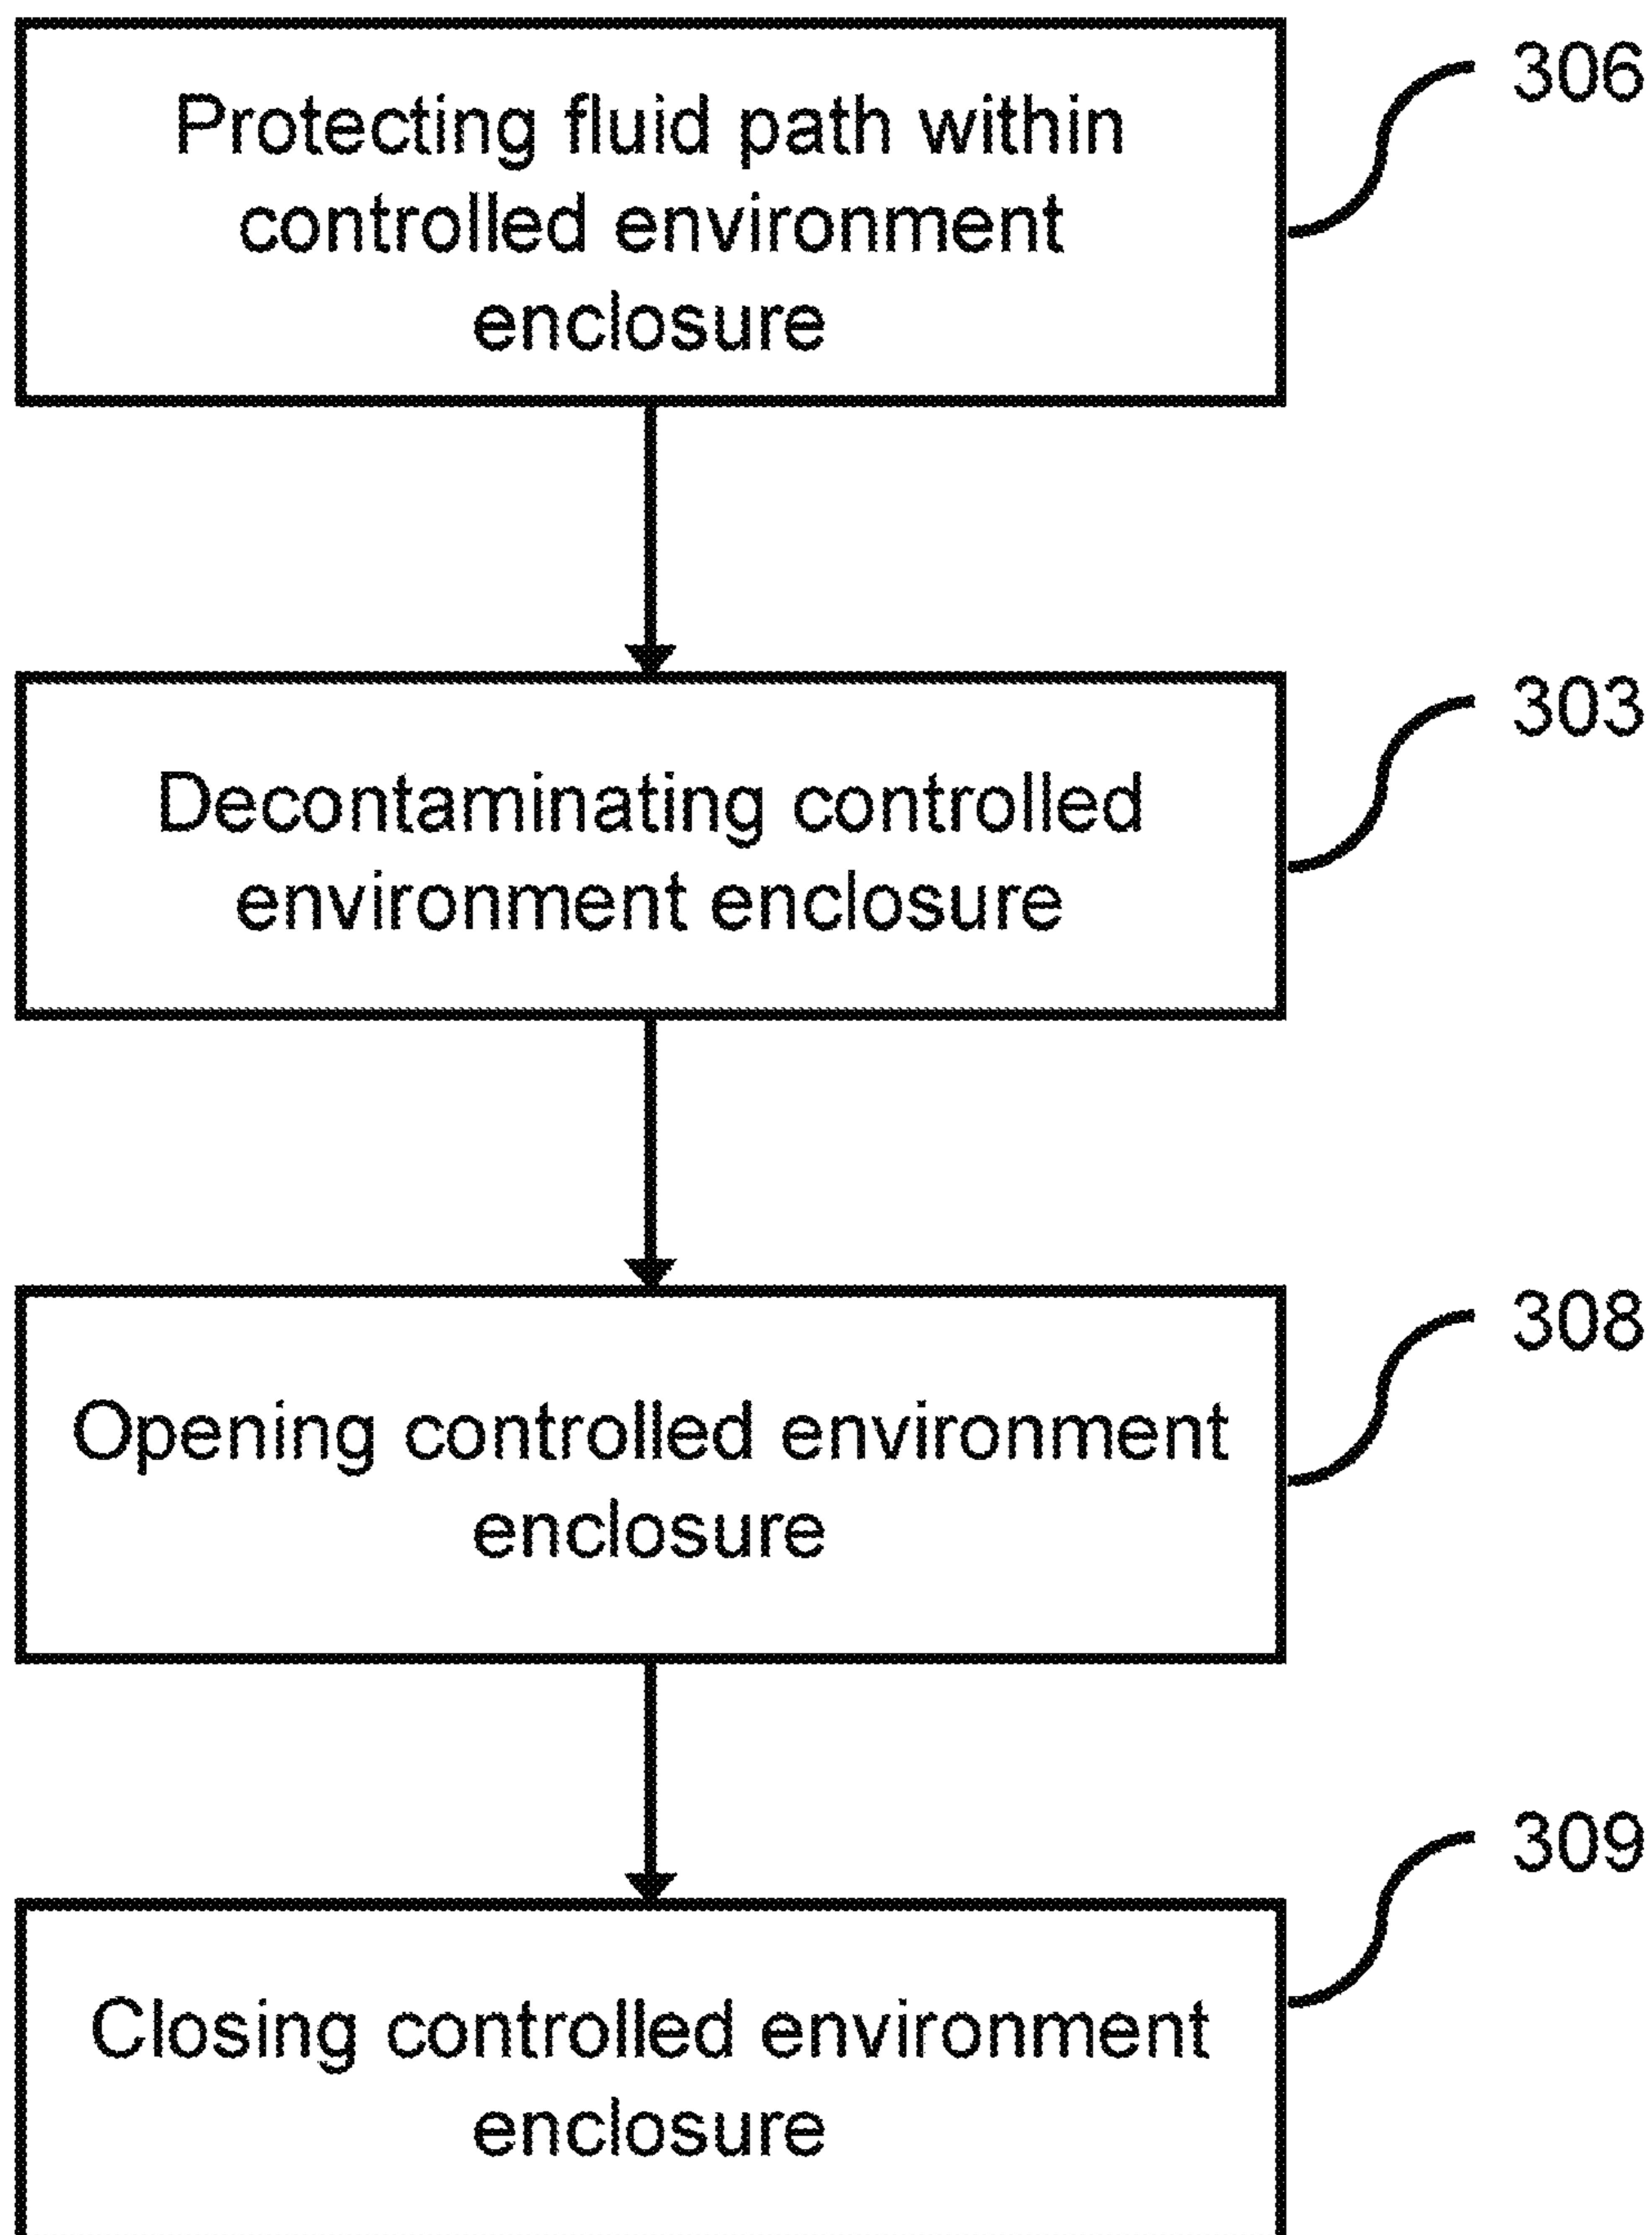 Protecting fluid path within
controlled environment
enclosure
306
Decontaminating controlled
environment enclosure
303
Opening controlled environment
enclosure
308
Closing controlled environment
enclosure
309